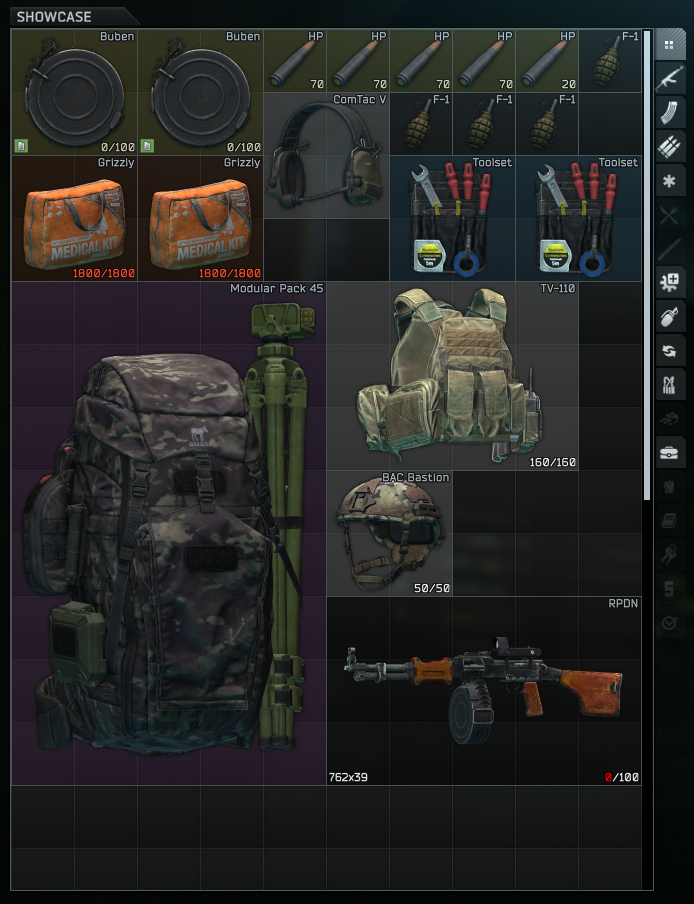 SHOWCASE
Buben
Buben
HP
HP
HP
HP
HP
F-1
70
70
70
70
20
ComTac V
F-1
F-1
F-1
0/100
0/100
Grizzly
Grizzly
Toolset
Toolset
MEDICAL KIT
MEDICAL KIT
5m
5m
1800/1800
1800/1800
Modular Pack 45
TV-110
160/160
BAC Bastion
50/50
RPDN
762x39
0/100